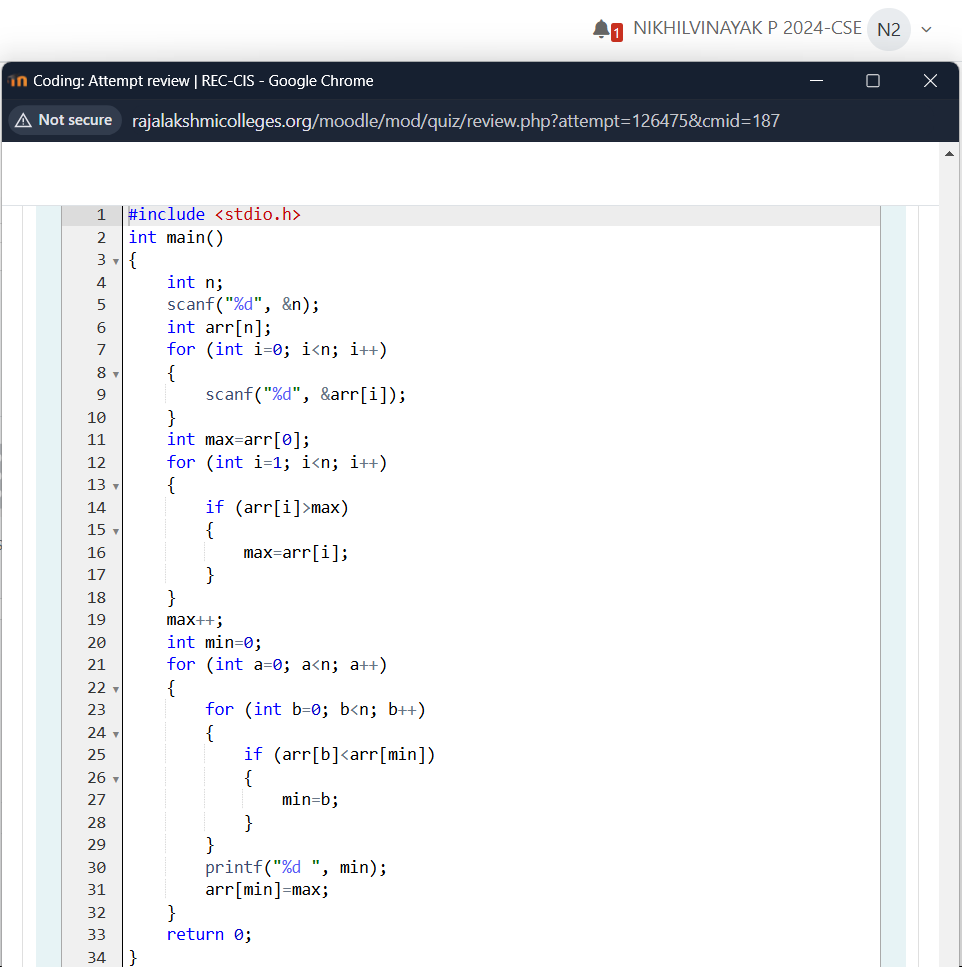 1 NIKHILVINAYAK P 2024-CSE N2
Coding: Attempt review | REC-CIS - Google Chrome
Not secure rajalakshmicolleges.org/moodle/mod/quiz/review.php?attempt=126475&cmid=187
1 #include <stdio.h>
2 int main()
3 {
4     int n;
5     scanf("%d", &n);
6     int arr[n];
7     for (int i=0; i<n; i++)
8     {
9         scanf("%d", &arr[i]);
10     }
11     int max=arr[0];
12     for (int i=1; i<n; i++)
13     {
14         if (arr[i]>max)
15         {
16             max=arr[i];
17         }
18     }
19     max++;
20     int min=0;
21     for (int a=0; a<n; a++)
22     {
23         for (int b=0; b<n; b++)
24         {
25             if (arr[b]<arr[min])
26             {
27                 min=b;
28             }
29         }
30         printf("%d ", min);
31         arr[min]=max;
32     }
33     return 0;
34 }